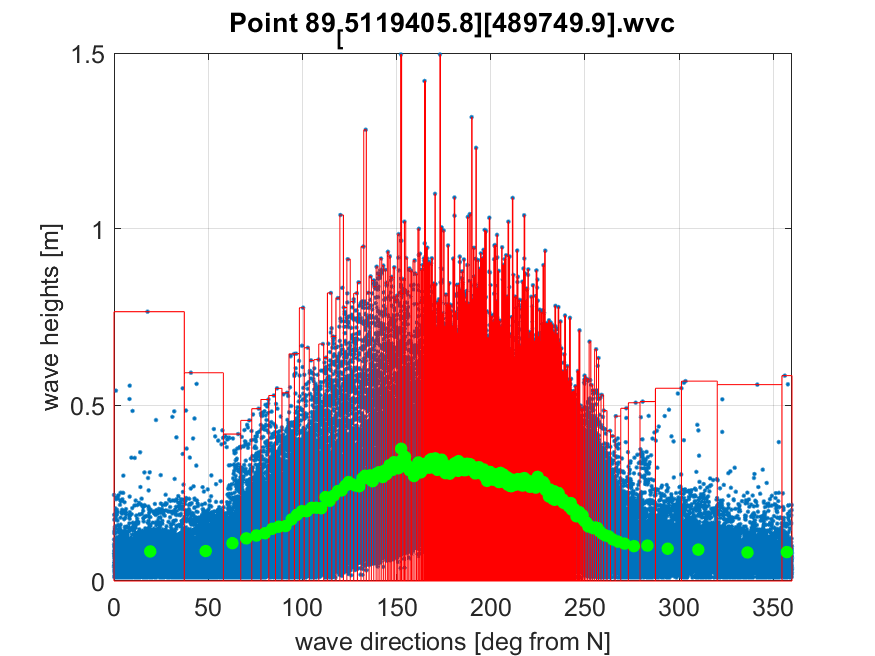 Point 89[5119405.8][489749.9].wvc
1.5
1
0.5
0
wave heights [m]
0 50 100 150 200 250 300 350
wave directions [deg from N]